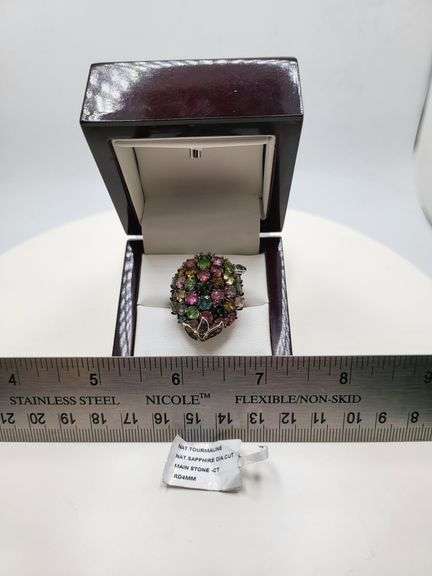 4 5 6 7 8 9
STAINLESS STEEL NICOLE™ FLEXIBLE/NON-SKID
21 20 19 18 17 16 15 14 13 12 11 10 9 8
NAT TOURMALINE
NAT SAPPHIRE DIA CUT
MAIN STONE -CT
RD4MM